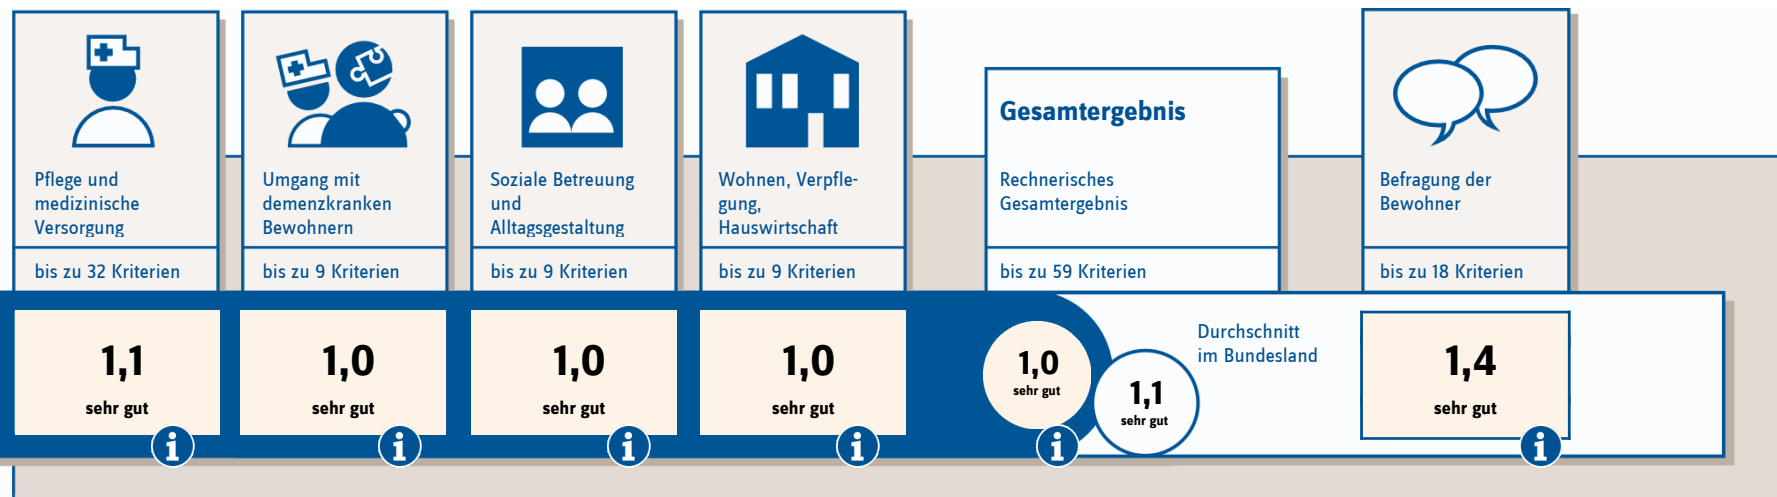 Pflege und
medizinische
Versorgung
bis zu 32 Kriterien
1,1
sehr gut
i
Umgang mit
demenzkranken
Bewohnern
bis zu 9 Kriterien
1,0
sehr gut
i
Soziale Betreuung
und
Alltagsgestaltung
bis zu 9 Kriterien
1,0
sehr gut
i
Wohnen, Verpfle-
gung,
Hauswirtschaft
bis zu 9 Kriterien
1,0
sehr gut
i
Gesamtergebnis
Rechnerisches
Gesamtergebnis
bis zu 59 Kriterien
1,0
sehr gut
i
1,1
sehr gut
Durchschnitt
im Bundesland
Befragung der
Bewohner
bis zu 18 Kriterien
1,4
sehr gut
i